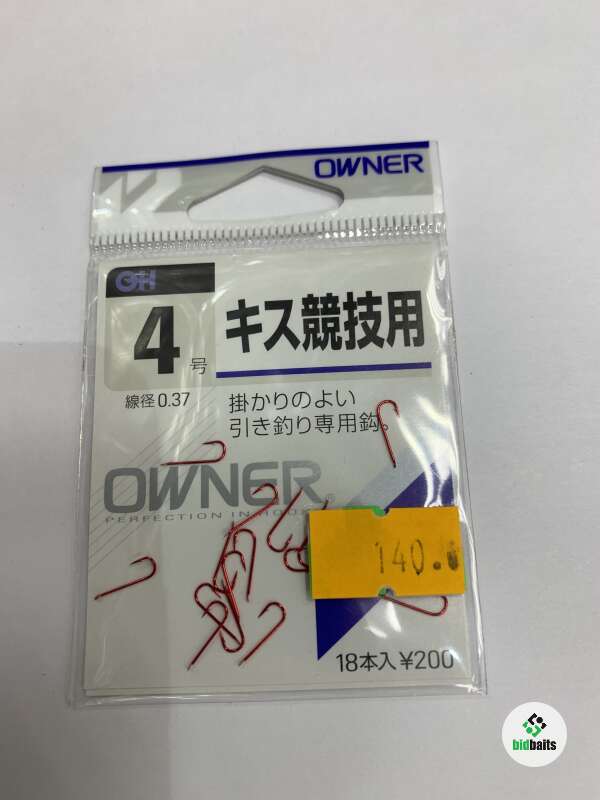 OWNER
OH
4号
キス競技用
線径0.37
掛かりのよい
引き釣り専用鈎。
OWNER®
PERFECTION IN HOOKS
140.
18本入¥200
bidbaits